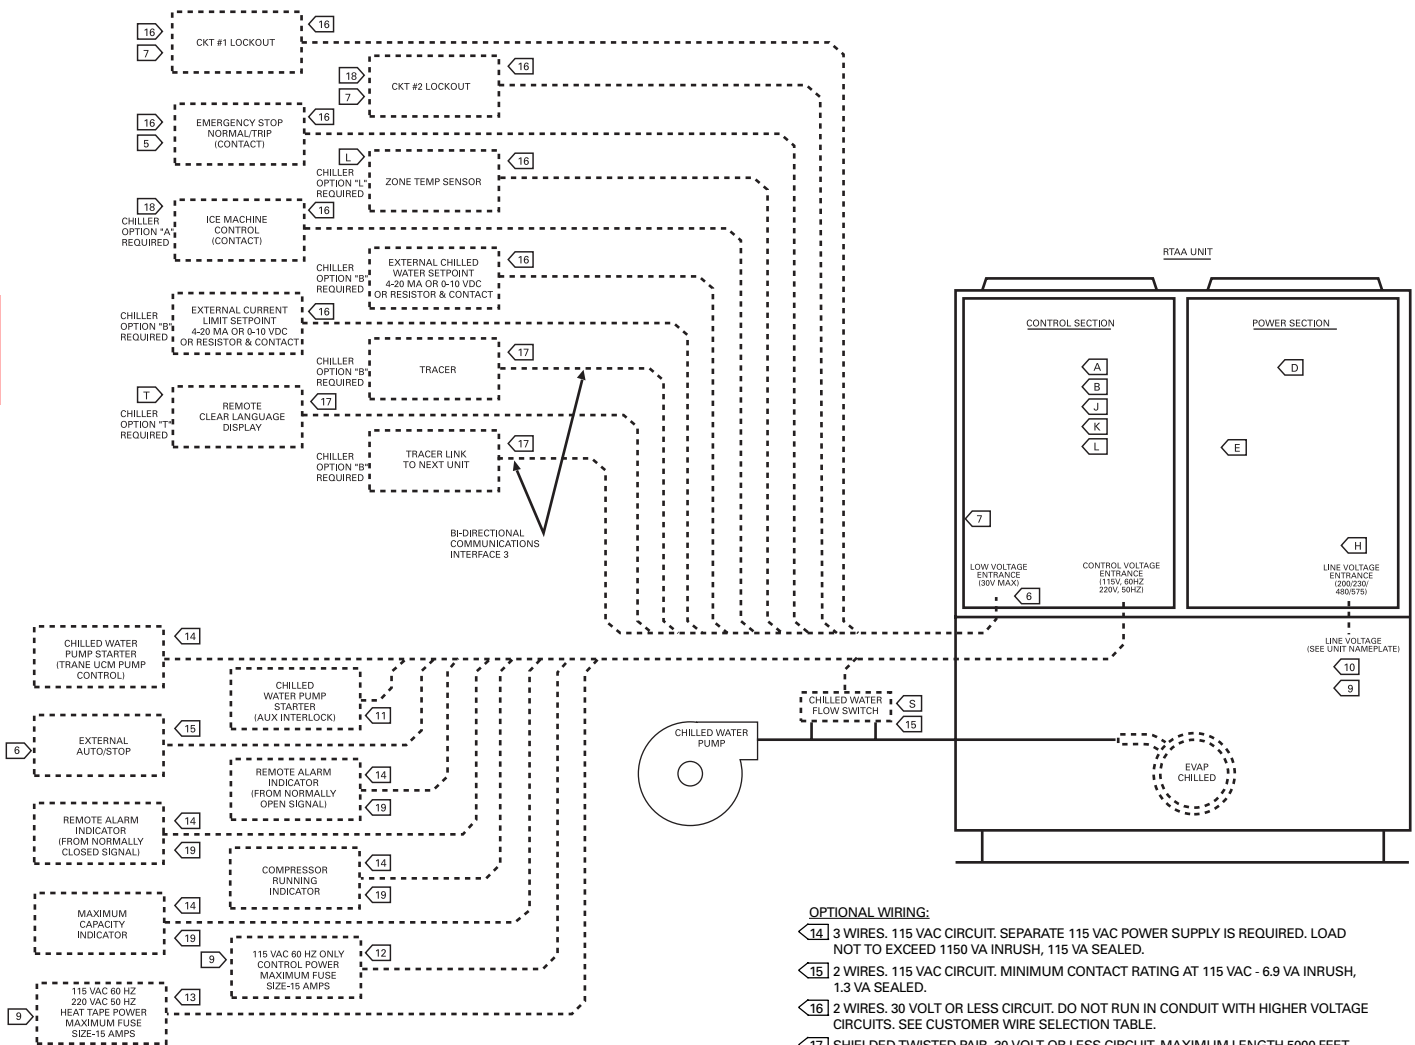 16
7
CKT #1 LOCKOUT
16
18
7
CKT #2 LOCKOUT
16
16
5
EMERGENCY STOP
NORMAL/TRIP
(CONTACT)
16
L
CHILLER
OPTION "L"
REQUIRED
ZONE TEMP SENSOR
16
18
CHILLER
OPTION "A"
REQUIRED
ICE MACHINE
CONTROL
(CONTACT)
16
CHILLER
OPTION "B"
REQUIRED
EXTERNAL CHILLED
WATER SETPOINT
4-20 MA OR 0-10 VDC
OR RESISTOR & CONTACT
16
CHILLER
OPTION "B"
REQUIRED
EXTERNAL CURRENT
LIMIT SETPOINT
4-20 MA OR 0-10 VDC
OR RESISTOR & CONTACT
16
CHILLER
OPTION "B"
REQUIRED
TRACER
17
T
CHILLER
OPTION "T"
REQUIRED
REMOTE
CLEAR LANGUAGE
DISPLAY
17
CHILLER
OPTION "B"
REQUIRED
TRACER LINK
TO NEXT UNIT
17
BI-DIRECTIONAL
COMMUNICATIONS
INTERFACE 3
RTAA UNIT
CONTROL SECTION
A
B
J
K
L
7
LOW VOLTAGE
ENTRANCE
(30V MAX)
6
CONTROL VOLTAGE
ENTRANCE
(115V, 60HZ
220V, 50HZ)
POWER SECTION
D
E
H
LINE VOLTAGE
ENTRANCE
(200/230/
480/575)
LINE VOLTAGE
(SEE UNIT NAMEPLATE)
10
9
CHILLED WATER
PUMP STARTER
(TRANE UCM PUMP
CONTROL)
14
CHILLED
WATER PUMP
STARTER
(AUX INTERLOCK)
11
6
EXTERNAL
AUTO/STOP
15
REMOTE ALARM
INDICATOR
(FROM NORMALLY
OPEN SIGNAL)
14
19
REMOTE ALARM
INDICATOR
(FROM NORMALLY
CLOSED SIGNAL)
14
19
COMPRESSOR
RUNNING
INDICATOR
14
19
MAXIMUM
CAPACITY
INDICATOR
14
19
9
115 VAC 60 HZ ONLY
CONTROL POWER
MAXIMUM FUSE
SIZE-15 AMPS
12
9
115 VAC 60 HZ
220 VAC 50 HZ
HEAT TAPE POWER
MAXIMUM FUSE
SIZE-15 AMPS
13
CHILLED WATER
FLOW SWITCH
S
15
CHILLED WATER
PUMP
EVAP
CHILLED
OPTIONAL WIRING:
14 3 WIRES. 115 VAC CIRCUIT. SEPARATE 115 VAC POWER SUPPLY IS REQUIRED. LOAD
NOT TO EXCEED 1150 VA INRUSH, 115 VA SEALED.
15 2 WIRES. 115 VAC CIRCUIT. MINIMUM CONTACT RATING AT 115 VAC - 6.9 VA INRUSH,
1.3 VA SEALED.
16 2 WIRES. 30 VOLT OR LESS CIRCUIT. DO NOT RUN IN CONDUIT WITH HIGHER VOLTAGE
CIRCUITS. SEE CUSTOMER WIRE SELECTION TABLE.
17 SHIELDED TWISTED PAIR. 30 VOLT OR LESS CIRCUIT. MAXIMUM LENGTH 5000 FEET.